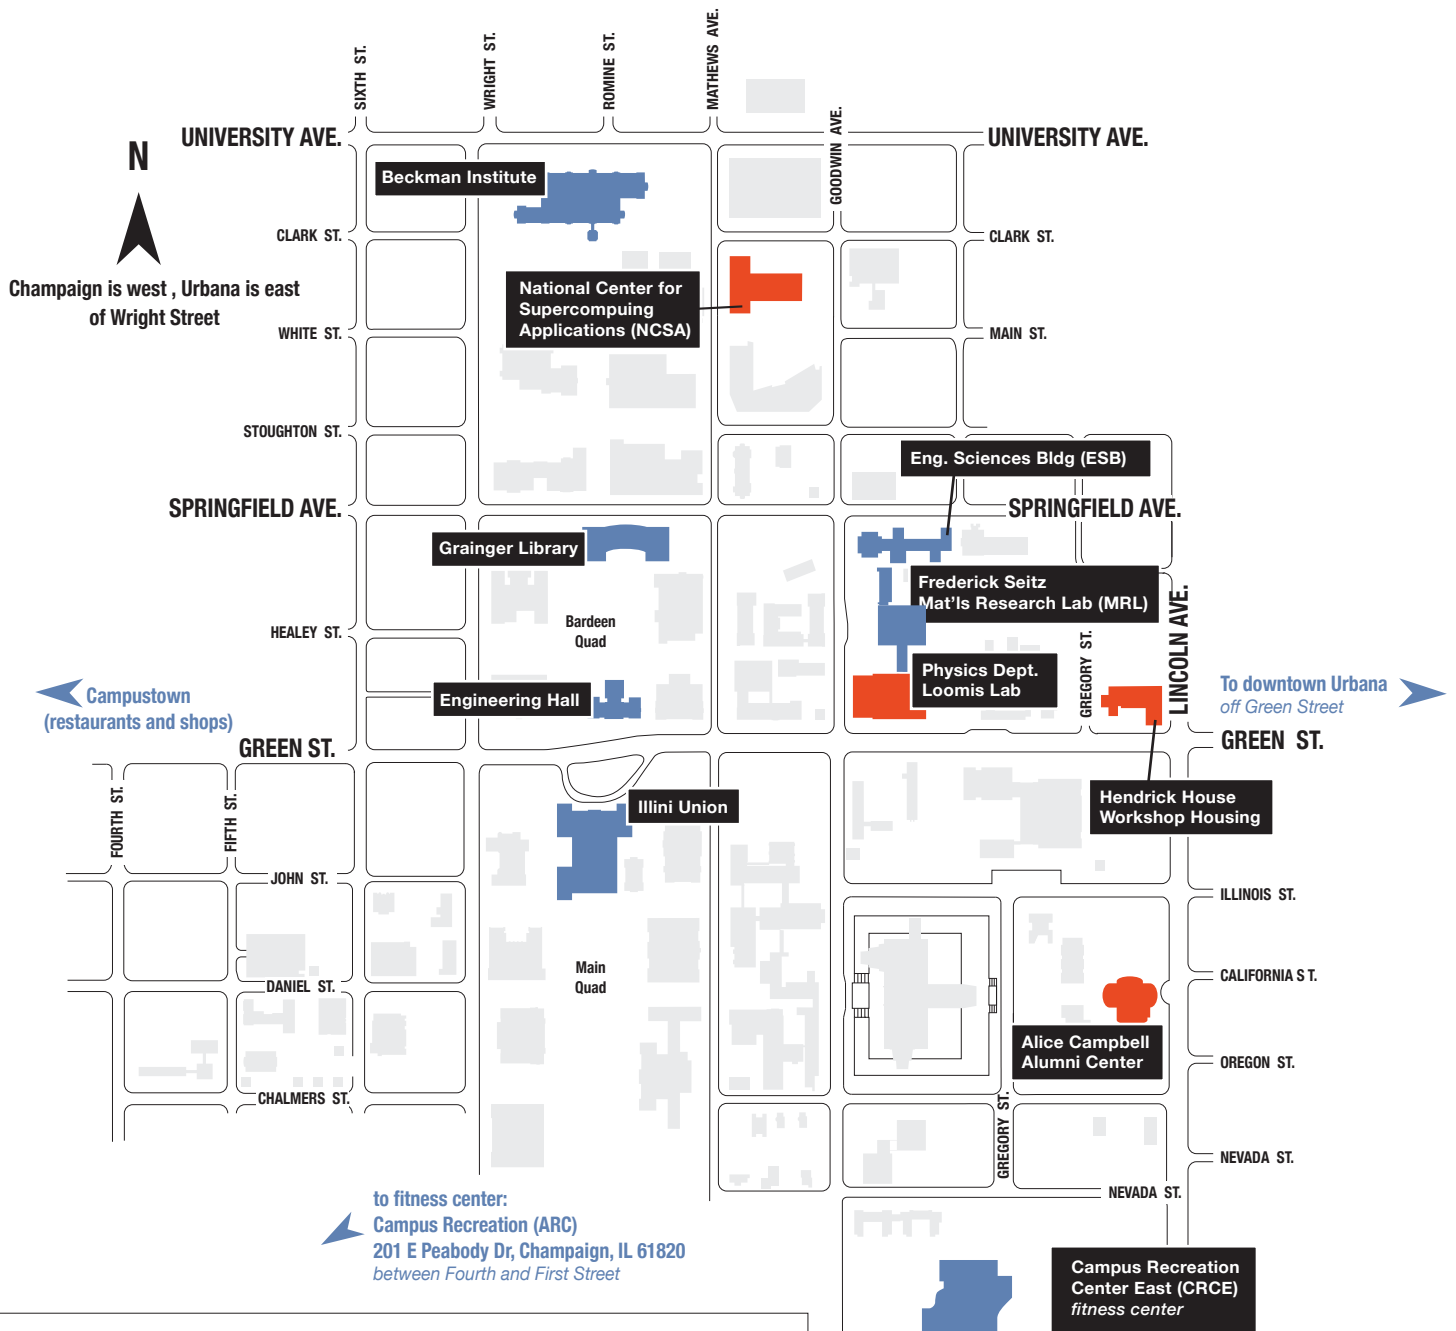 SIXTH ST.
WRIGHT ST.
ROMINE ST.
MATHEWS AVE.
GOODWIN AVE.
UNIVERSITY AVE.
UNIVERSITY AVE.
N
Beckman Institute
CLARK ST.
CLARK ST.
Champaign is west , Urbana is east
of Wright Street
National Center for
Supercompuing
Applications (NCSA)
WHITE ST.
MAIN ST.
STOUGHTON ST.
Eng. Sciences Bldg (ESB)
SPRINGFIELD AVE.
SPRINGFIELD AVE.
Grainger Library
Frederick Seitz
Mat'ls Research Lab (MRL)
Bardeen
Quad
HEALEY ST.
GREGORY ST.
LINCOLN AVE.
Physics Dept.
Loomis Lab
Engineering Hall
Campustown
(restaurants and shops)
To downtown Urbana
off Green Street
GREEN ST.
GREEN ST.
FOURTH ST.
FIFTH ST.
Illini Union
Hendrick House
Workshop Housing
JOHN ST.
ILLINOIS ST.
Main
Quad
DANIEL ST.
CALIFORNIA S T.
Alice Campbell
Alumni Center
OREGON ST.
CHALMERS ST.
GREGORY ST.
NEVADA ST.
NEVADA ST.
to fitness center:
Campus Recreation (ARC)
201 E Peabody Dr, Champaign, IL 61820
between Fourth and First Street
Campus Recreation
Center East (CRCE)
fitness center